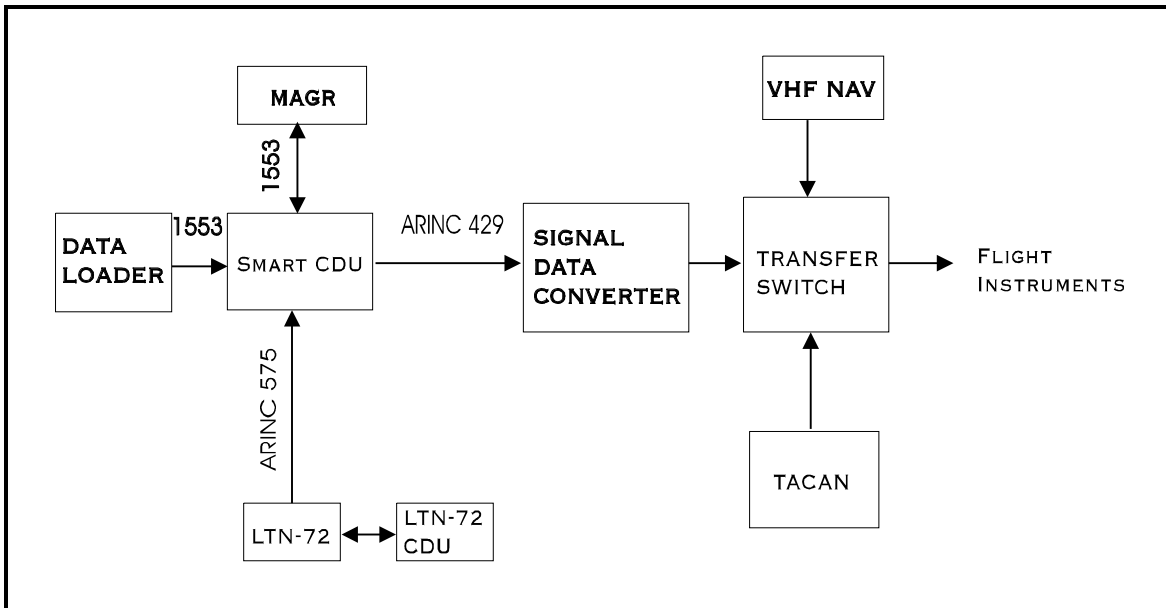 MAGR
VHF NAV
1553
DATA
LOADER
1553
SMART CDU
ARINC 429
SIGNAL
DATA
CONVERTER
TRANSFER
SWITCH
FLIGHT
INSTRUMENTS
ARINC 575
TACAN
LTN-72
LTN-72
CDU